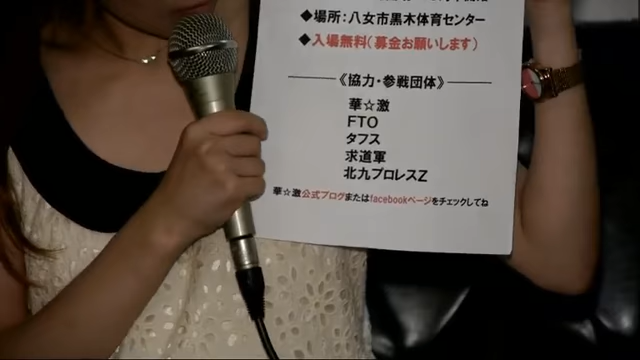 ◆場所：八女市黒木体育センター
◆入場無料（募金お願いします）
《協力・参戦団体》
華☆激
FTO
タフス
求道軍
北九プロレスZ
華☆激公式ブログまたはfacebookページをチェックしてね